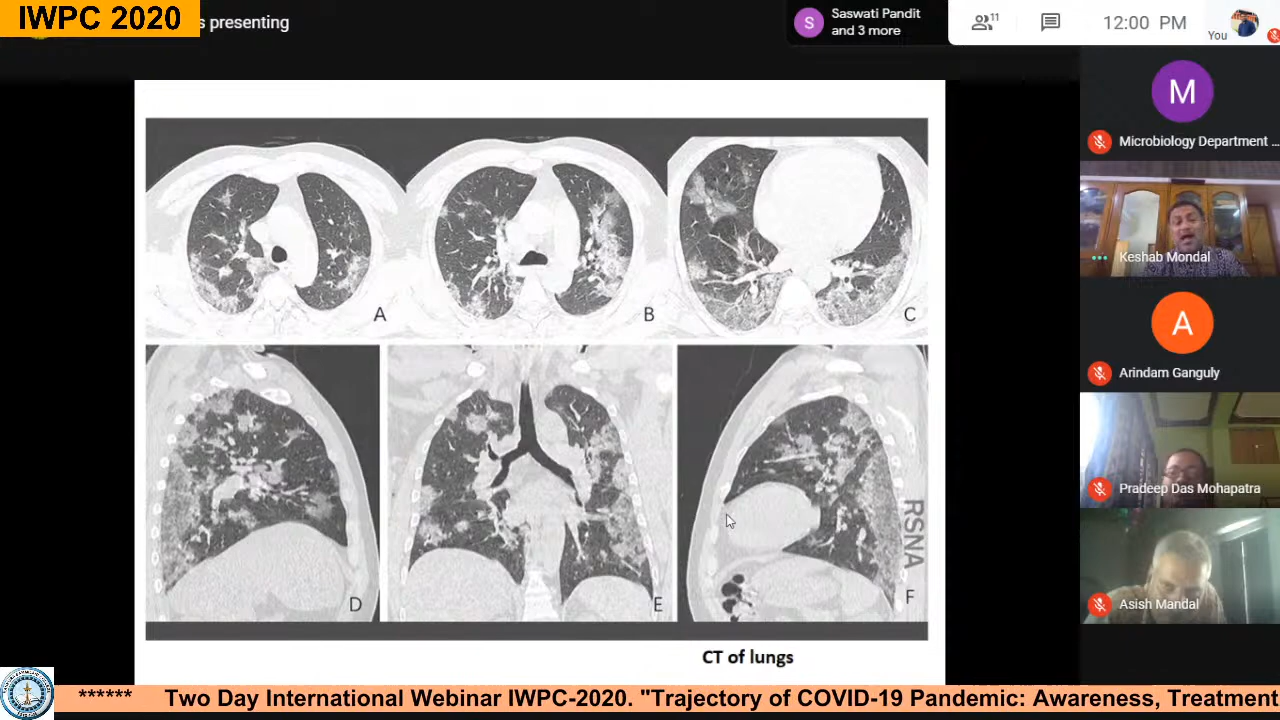 IWPC 2020
s presenting
S
Saswati Pandit
and 3 more
11
12:00 PM
You
M
Microbiology Department ...
Keshab Mondal
A
Arindam Ganguly
Pradeep Das Mohapatra
Asish Mandal
A
B
C
D
E
F
RSNA
CT of lungs
****** Two Day International Webinar IWPC-2020. "Trajectory of COVID-19 Pandemic: Awareness, Treatment